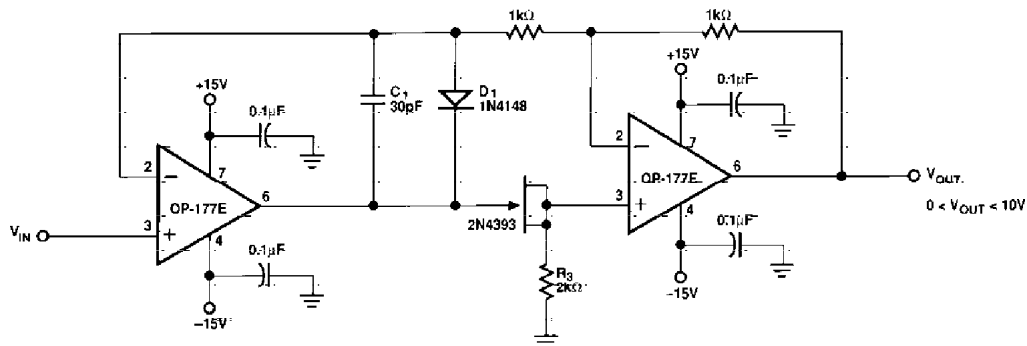 1kΩ
1kΩ
+15V
0.1µF
C1
30pF
D1
1N4148
+15V
0.1µF
2
7
2
7
OP-177E
6
OP-177E
6
VOUT
VIN
3
4
2N4393
3
4
0 < VOUT < 10V
0.1µF
0.1µF
R3
2kΩ
–15V
–15V